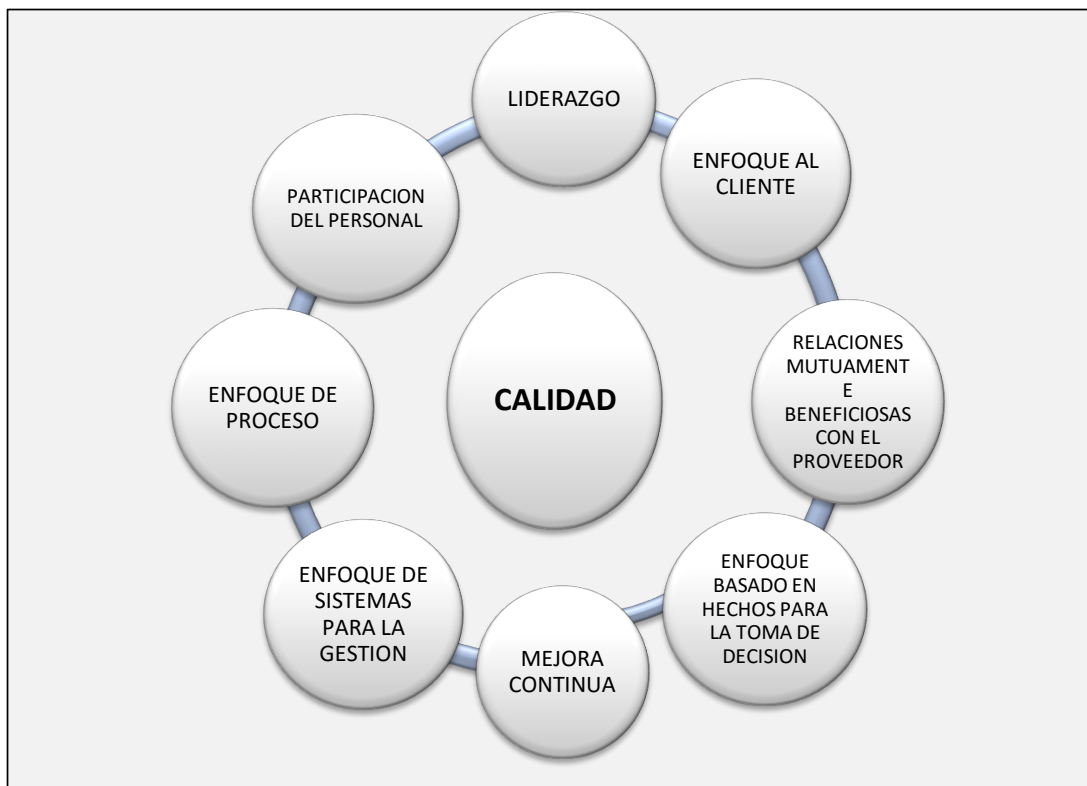 LIDERAZGO
ENFOQUE AL
CLIENTE
RELACIONES
MUTUAMENT
E
BENEFICIOSAS
CON EL
PROVEEDOR
ENFOQUE
BASADO EN
HECHOS PARA
LA TOMA DE
DECISION
MEJORA
CONTINUA
ENFOQUE DE
SISTEMAS
PARA LA
GESTION
ENFOQUE DE
PROCESO
PARTICIPACION
DEL PERSONAL
CALIDAD